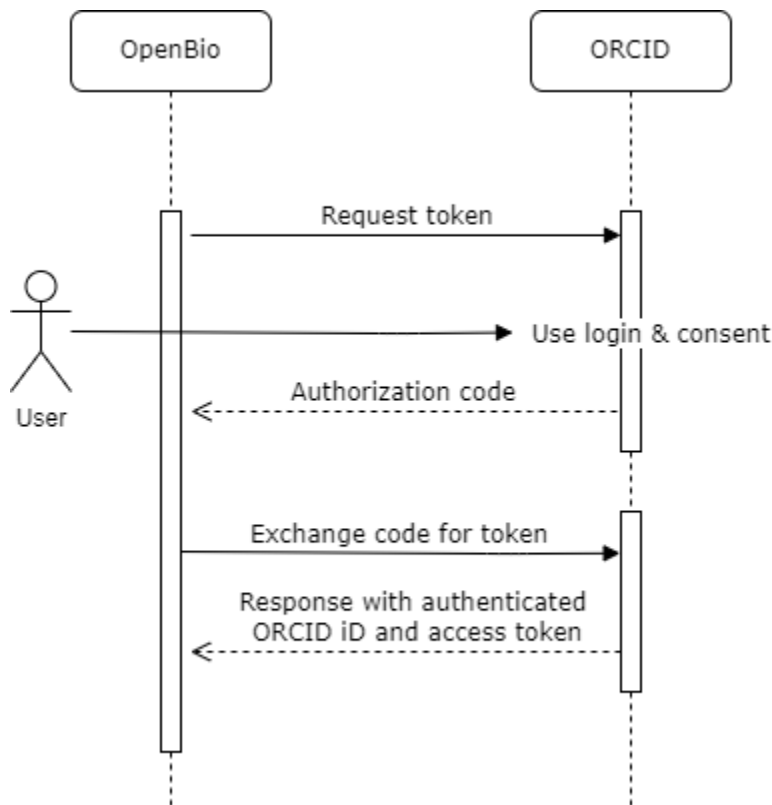 OpenBio
ORCID
Request token
Use login & consent
User
Authorization code
Exchange code for token
Response with authenticated
ORCID iD and access token